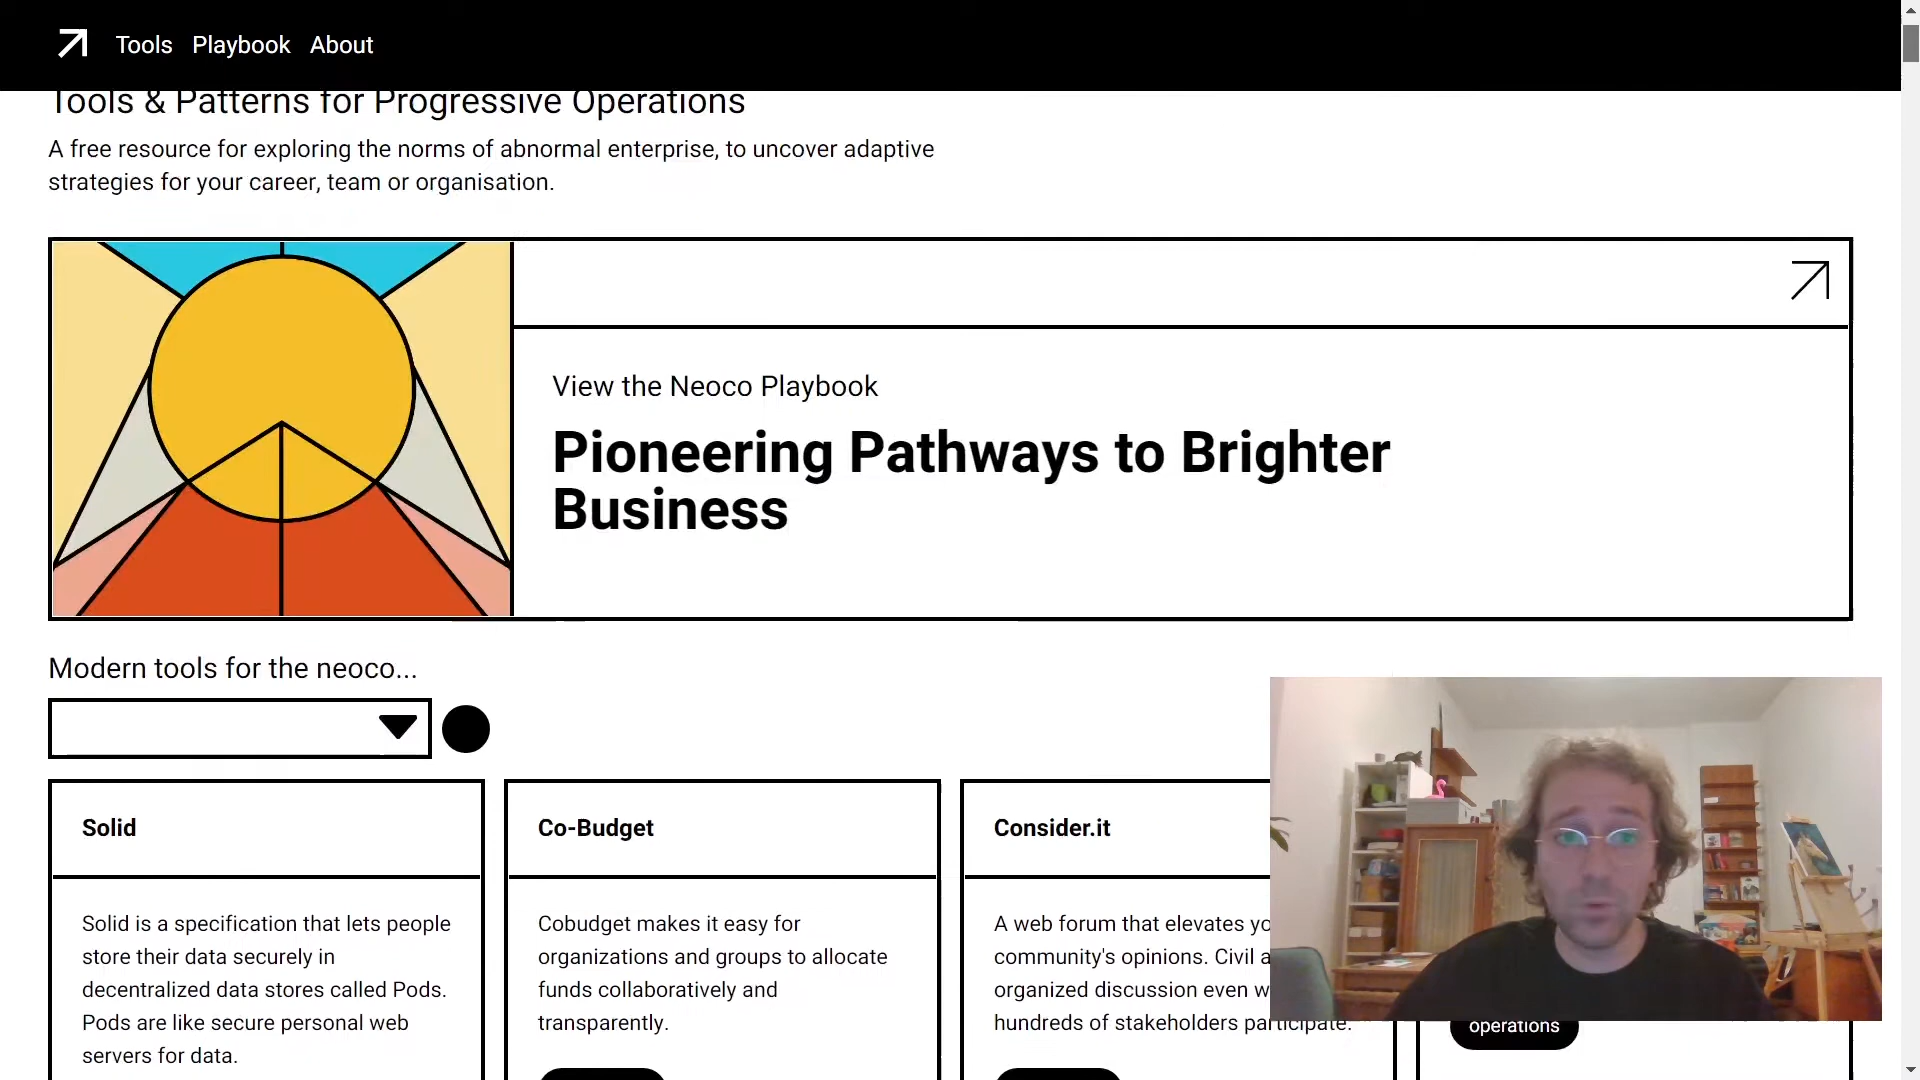 Tools Playbook About
Tools & Patterns for Progressive Operations
A free resource for exploring the norms of abnormal enterprise, to uncover adaptive
strategies for your career, team or organisation.
View the Neoco Playbook
Pioneering Pathways to Brighter
Business
Modern tools for the neoco...
Solid
Solid is a specification that lets people
store their data securely in
decentralized data stores called Pods.
Pods are like secure personal web
servers for data.
Co-Budget
Cobudget makes it easy for
organizations and groups to allocate
funds collaboratively and
transparently.
Consider.it
A web forum that elevates
community's opinions. Civil
organized discussion even
hundreds of stakeholders participate.
operations